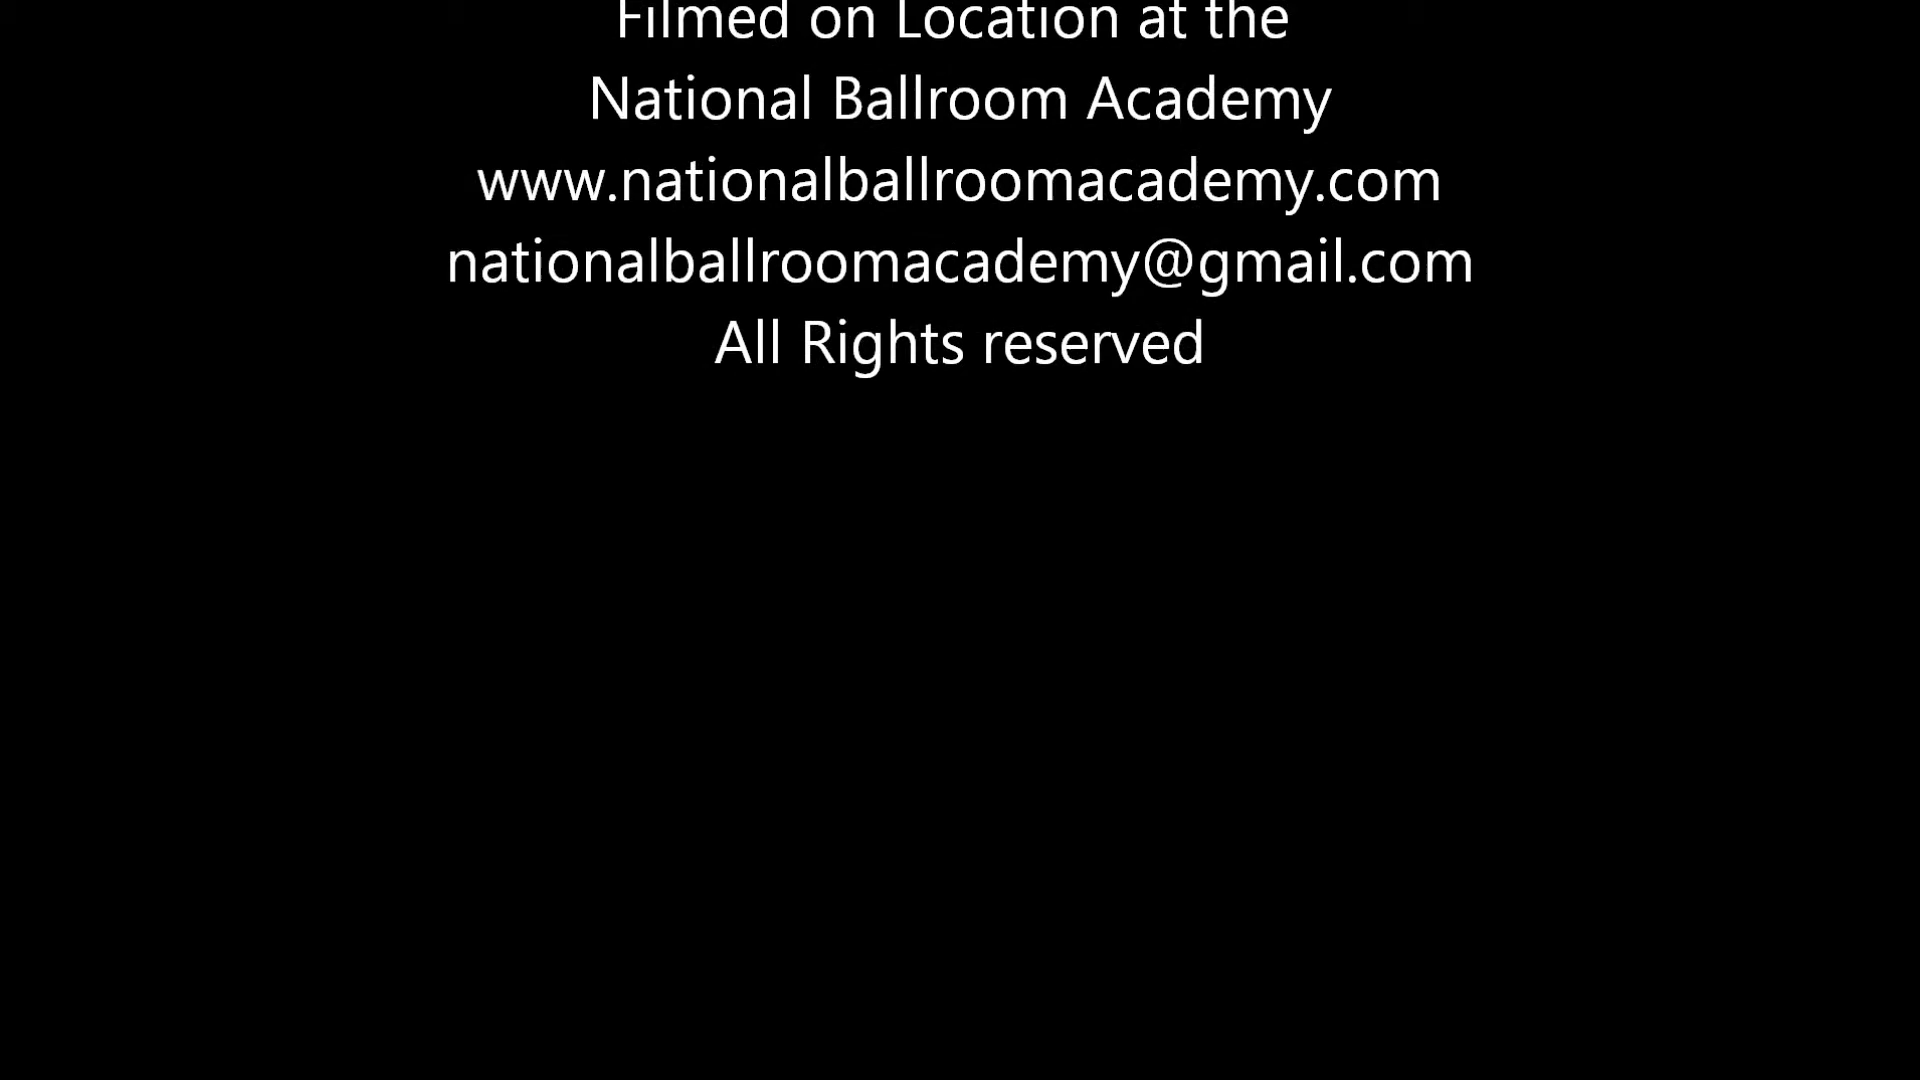 Filmed on Location at the
National Ballroom Academy
www.nationalballroomacademy.com
nationalballroomacademy@gmail.com
All Rights reserved